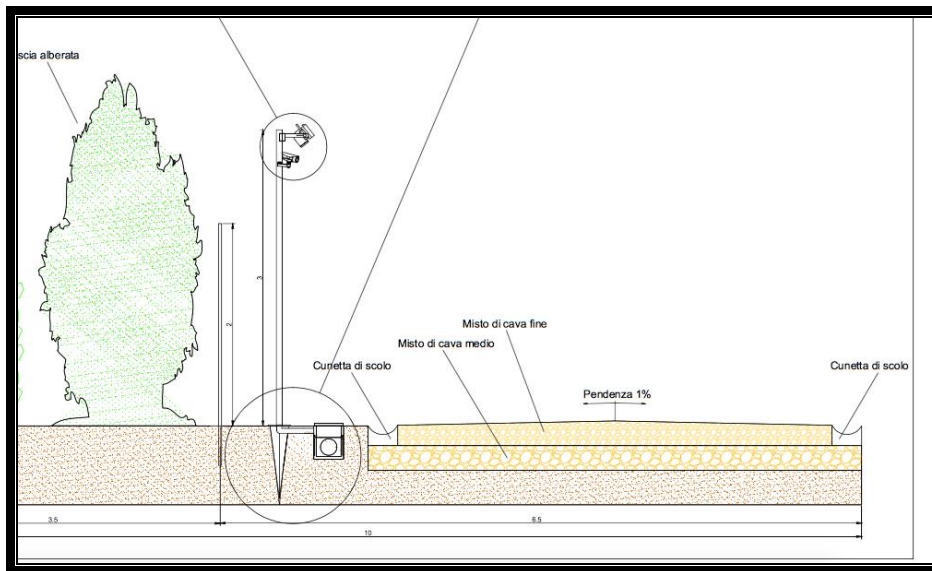 scia alberata
3
2
Misto di cava fine
Misto di cava medio
Cunetta di scolo
Cunetta di scolo
Pendenza 1%
3.5
6.5
10